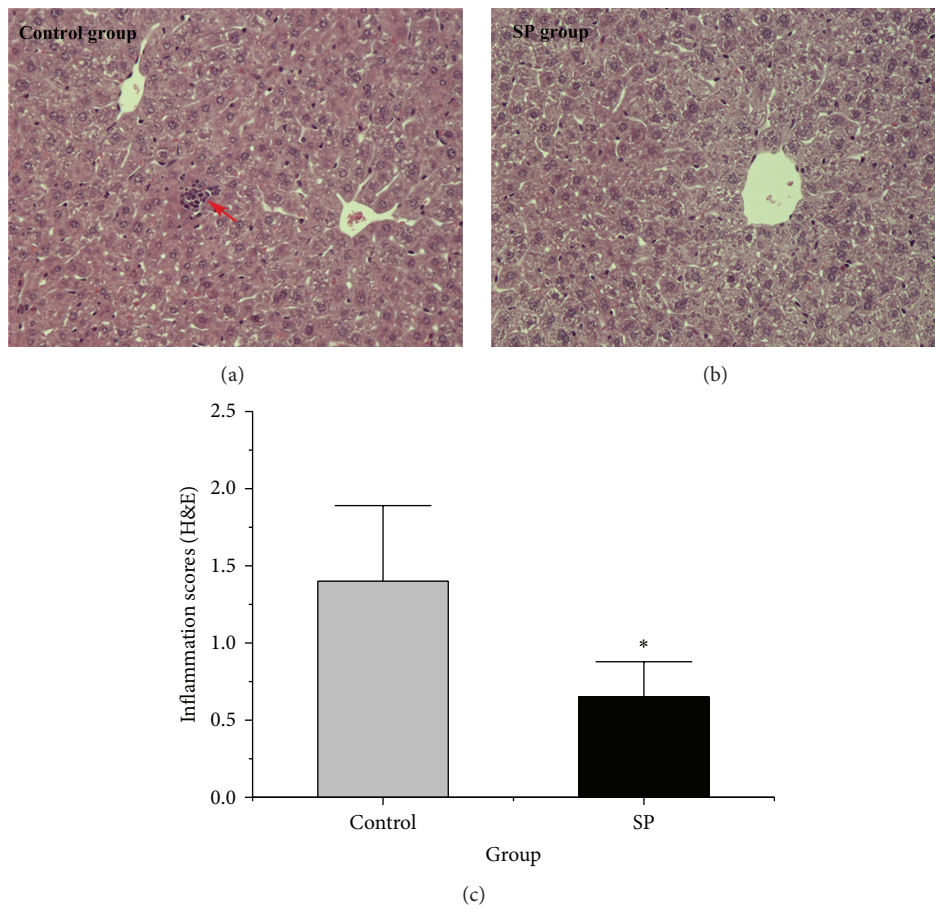 Control group
SP group
(a)
(b)
2.5
2.0
1.5
1.0
0.5
0.0
Inflammation scores (H&E)
*
Control
SP
Group
(c)